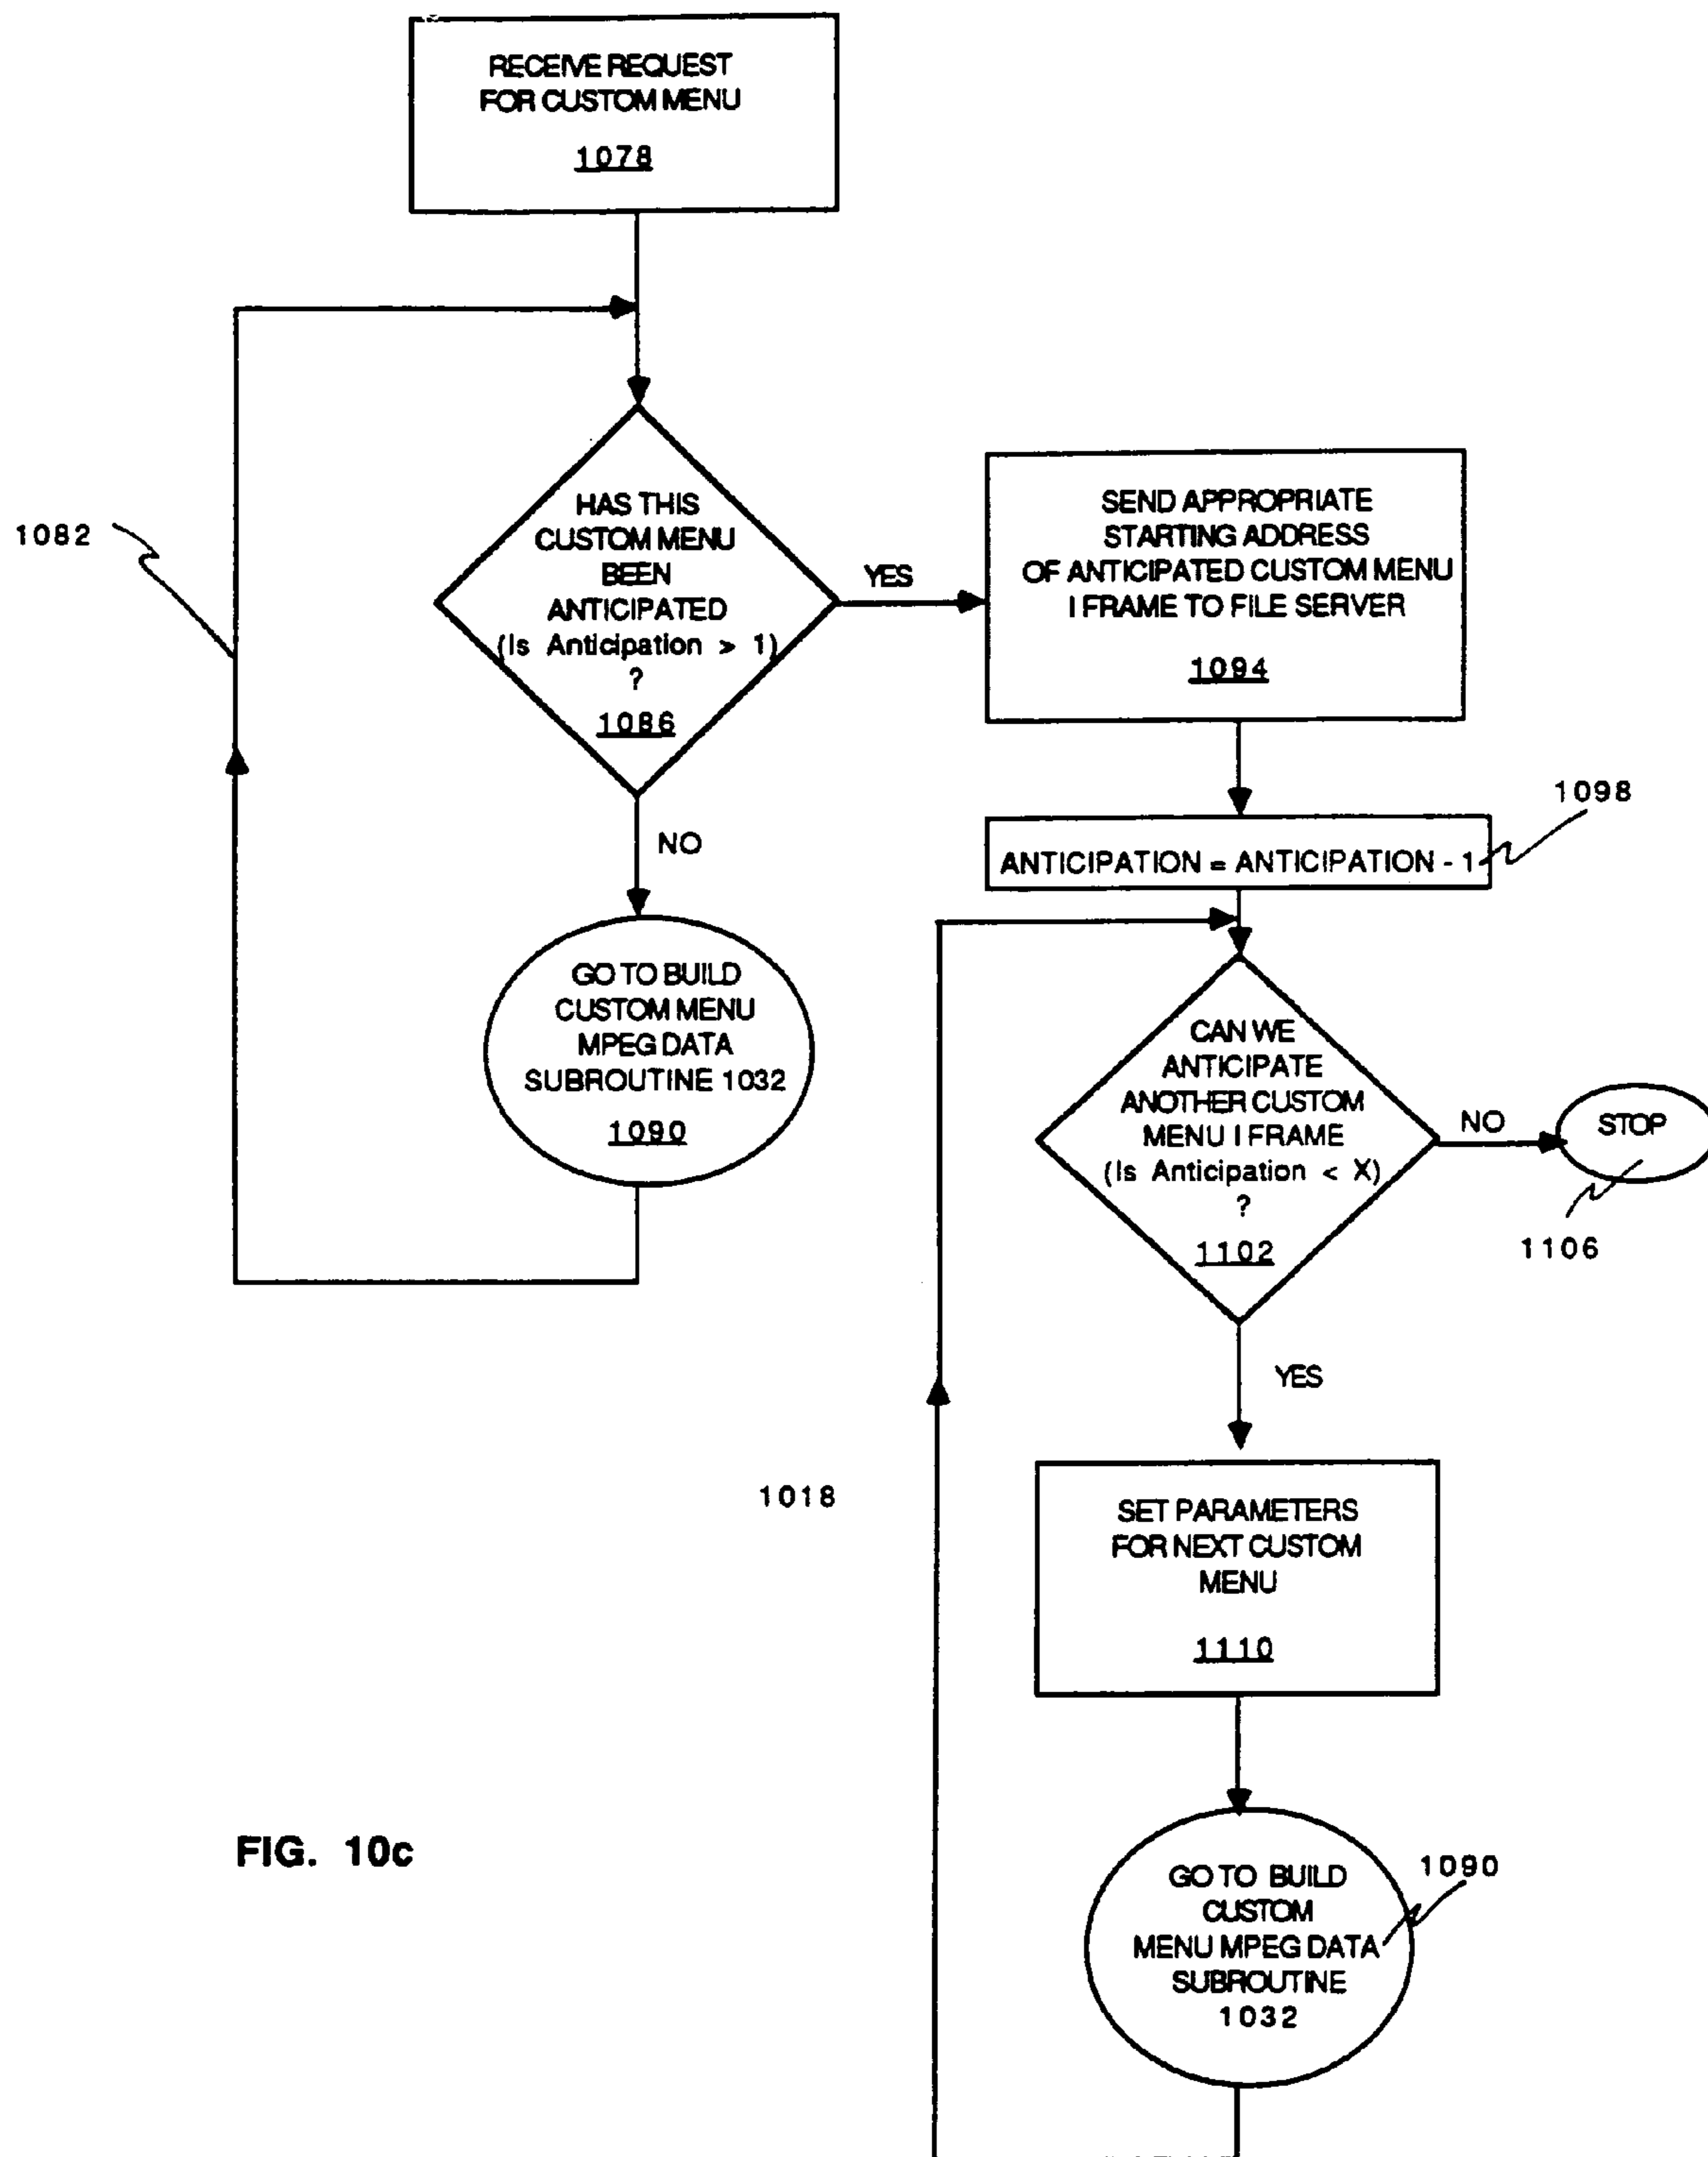 RECEIVE REQUEST
FOR CUSTOM MENU
1078
1082
HAS THIS
CUSTOM MENU
BEEN
ANTICIPATED
(Is Anticipation > 1)
?
1086
YES
SEND APPROPRIATE
STARTING ADDRESS
OF ANTICIPATED CUSTOM MENU
I FRAME TO FILE SERVER
1094
NO
1098
ANTICIPATION = ANTICIPATION - 1
GO TO BUILD
CUSTOM MENU
MPEG DATA
SUBROUTINE 1032
1090
CAN WE
ANTICIPATE
ANOTHER CUSTOM
MENU I FRAME
(Is Anticipation < X)
?
1102
NO
STOP
1106
YES
1018
SET PARAMETERS
FOR NEXT CUSTOM
MENU
1110
FIG. 10c
1090
GO TO BUILD
CUSTOM
MENU MPEG DATA
SUBROUTINE
1032